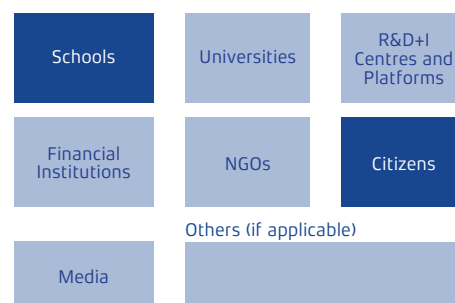 Schools
Universities
R&D+I
Centres and
Platforms
Financial
Institutions
NGOs
Citizens
Others (if applicable)
Media